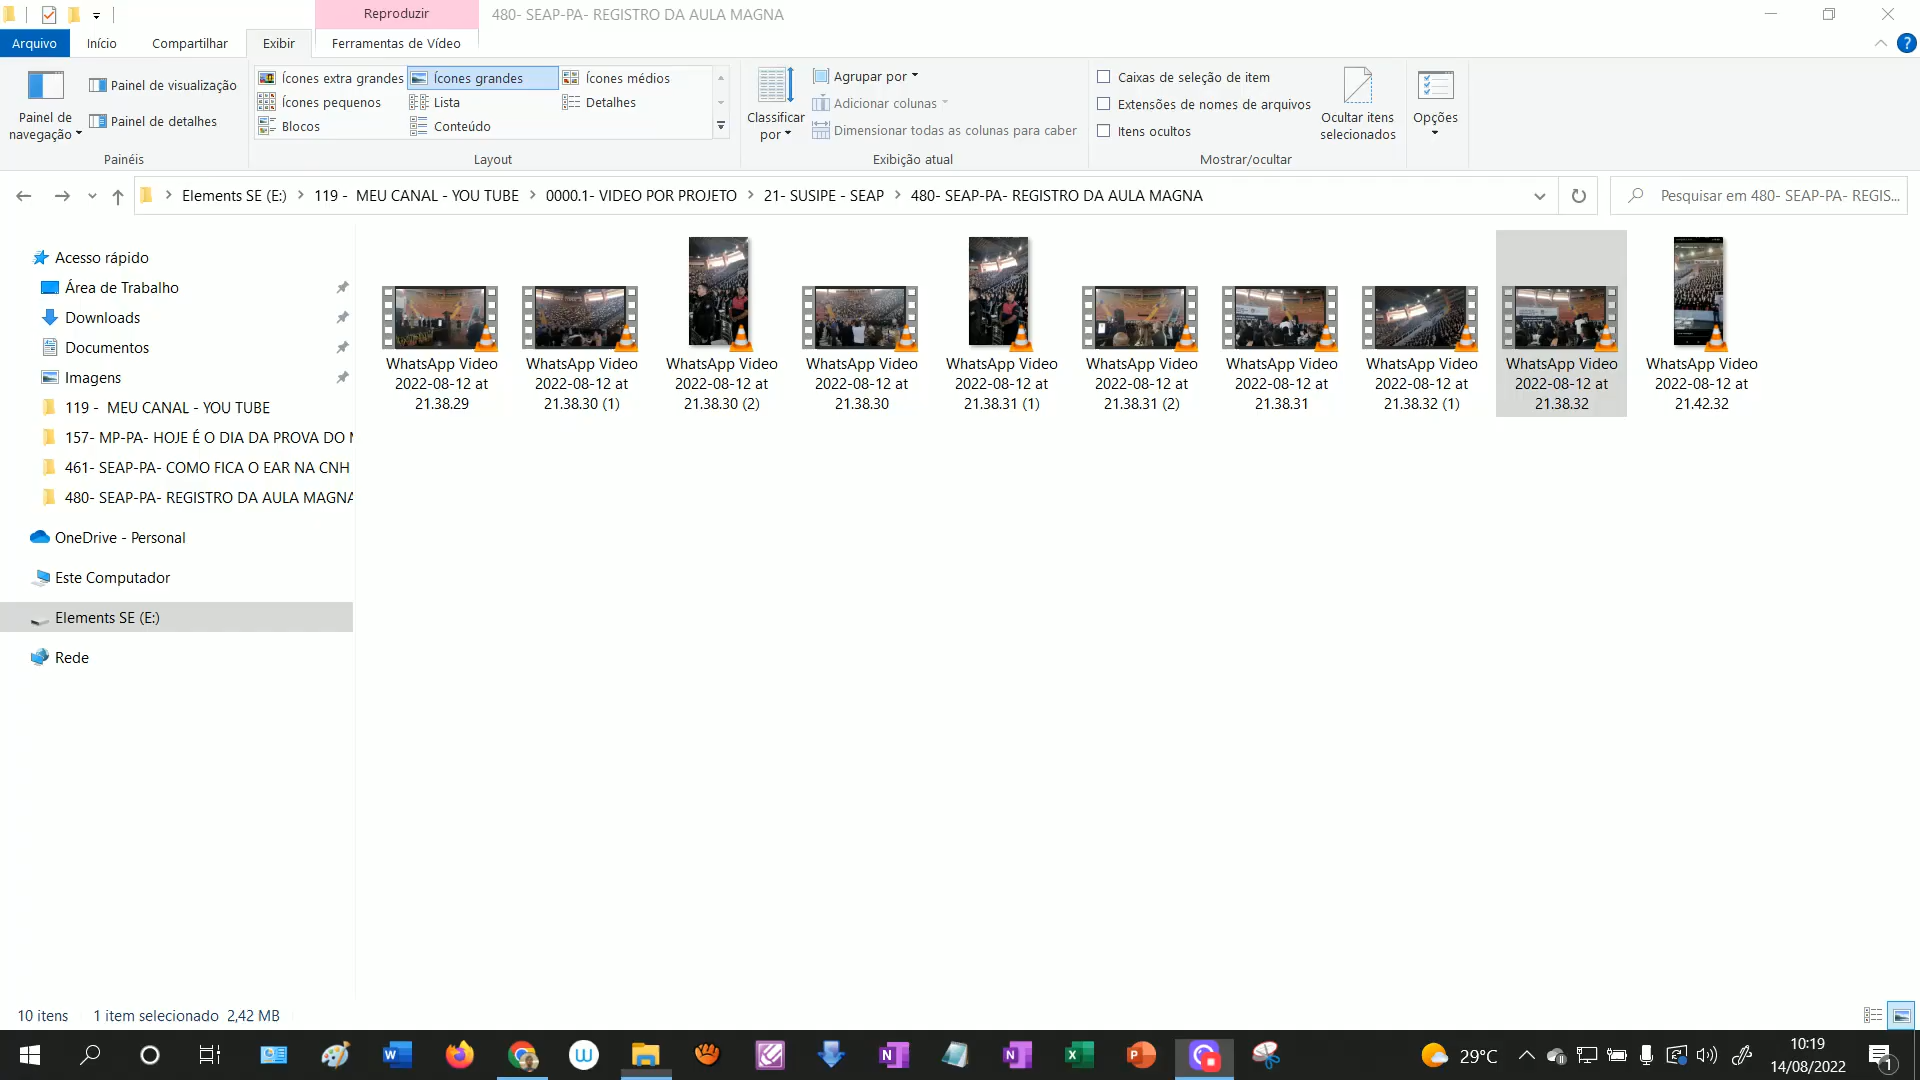 Reproduzir
480- SEAP-PA- REGISTRO DA AULA MAGNA
Arquivo
Início
Compartilhar
Exibir
Ferramentas de Vídeo
Painel de
navegação
Painel de visualização
Painel de detalhes
Painéis
Ícones extra grandes
Ícones grandes
Ícones médios
Ícones pequenos
Lista
Detalhes
Blocos
Conteúdo
Layout
Classificar
por
Agrupar por
Adicionar colunas
Dimensionar todas as colunas para caber
Exibição atual
Caixas de seleção de item
Extensões de nomes de arquivos
Itens ocultos
Ocultar itens
selecionados
Mostrar/ocultar
Opções
Elements SE (E:)
119 - MEU CANAL - YOU TUBE
0000.1- VIDEO POR PROJETO
21- SUSIPE - SEAP
480- SEAP-PA- REGISTRO DA AULA MAGNA
Pesquisar em 480- SEAP-PA- REGIS...
Acesso rápido
Área de Trabalho
Downloads
Documentos
Imagens
119 - MEU CANAL - YOU TUBE
157- MP-PA- HOJE É O DIA DA PROVA DO
461- SEAP-PA- COMO FICA O EAR NA CNH
480- SEAP-PA- REGISTRO DA AULA MAGNA
OneDrive - Personal
Este Computador
Elements SE (E:)
Rede
WhatsApp Video
2022-08-12 at
21.38.29
WhatsApp Video
2022-08-12 at
21.38.30 (1)
WhatsApp Video
2022-08-12 at
21.38.30 (2)
WhatsApp Video
2022-08-12 at
21.38.30
WhatsApp Video
2022-08-12 at
21.38.31 (1)
WhatsApp Video
2022-08-12 at
21.38.31 (2)
WhatsApp Video
2022-08-12 at
21.38.31
WhatsApp Video
2022-08-12 at
21.38.32 (1)
WhatsApp Video
2022-08-12 at
21.38.32
WhatsApp Video
2022-08-12 at
21.42.32
10 itens
1 item selecionado 2,42 MB
29°C
10:19
14/08/2022
1